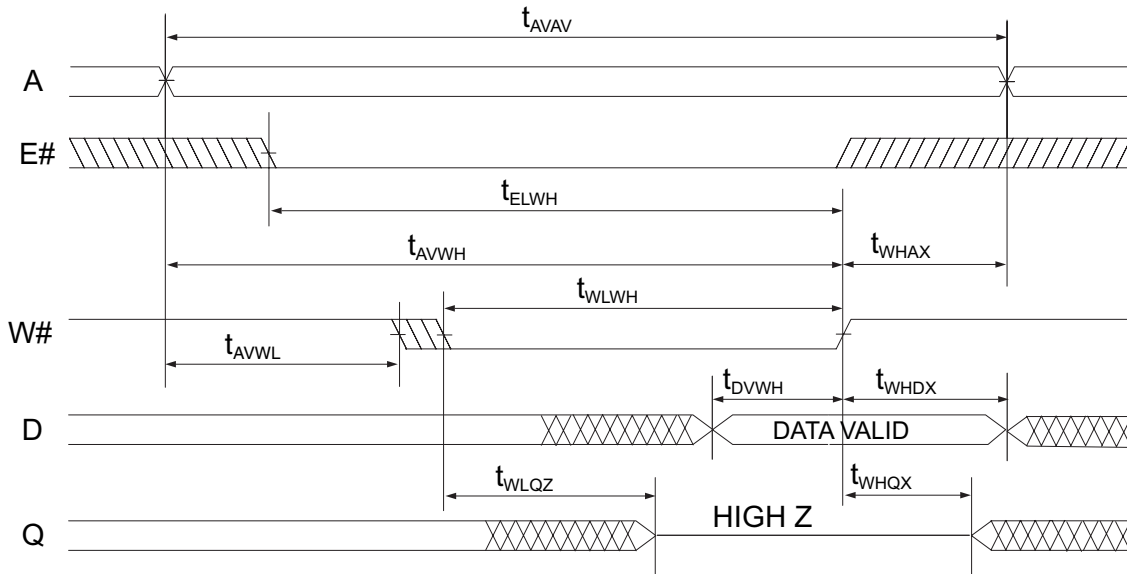 tAVAV
A
E#
tELWH
tAVWH
tWHAX
tWLWH
W#
tAVWL
tDVWH
tWHDX
D
DATA VALID
tWLQZ
tWHQX
HIGH Z
Q